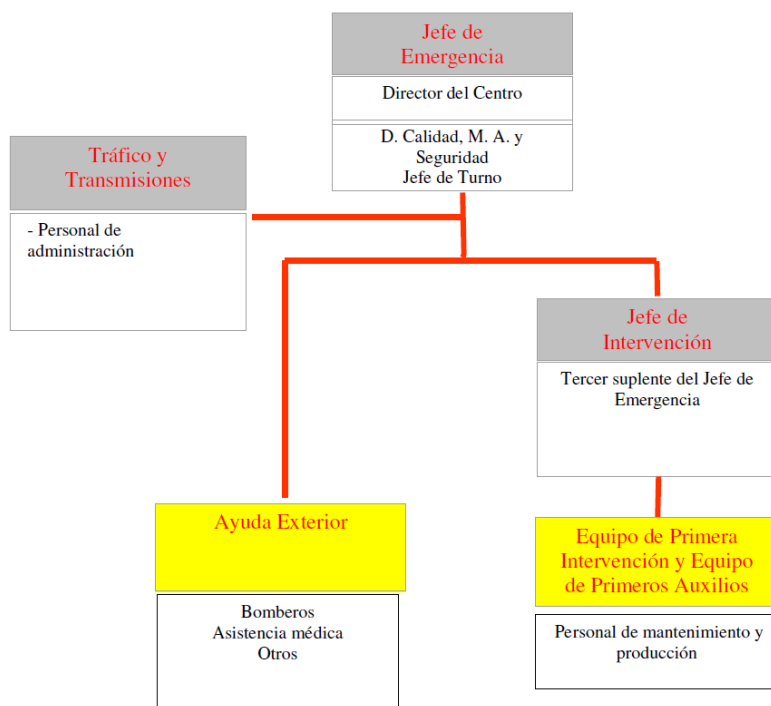 Jefe de
Emergencia
Director del Centro
D. Calidad, M. A. y
Seguridad
Jefe de Turno
Tráfico y
Transmisiones
- Personal de
administración
Jefe de
Intervención
Tercer suplente del Jefe de
Emergencia
Ayuda Exterior
Bomberos
Asistencia médica
Otros
Equipo de Primera
Intervención y Equipo
de Primeros Auxilios
Personal de mantenimiento y
producción